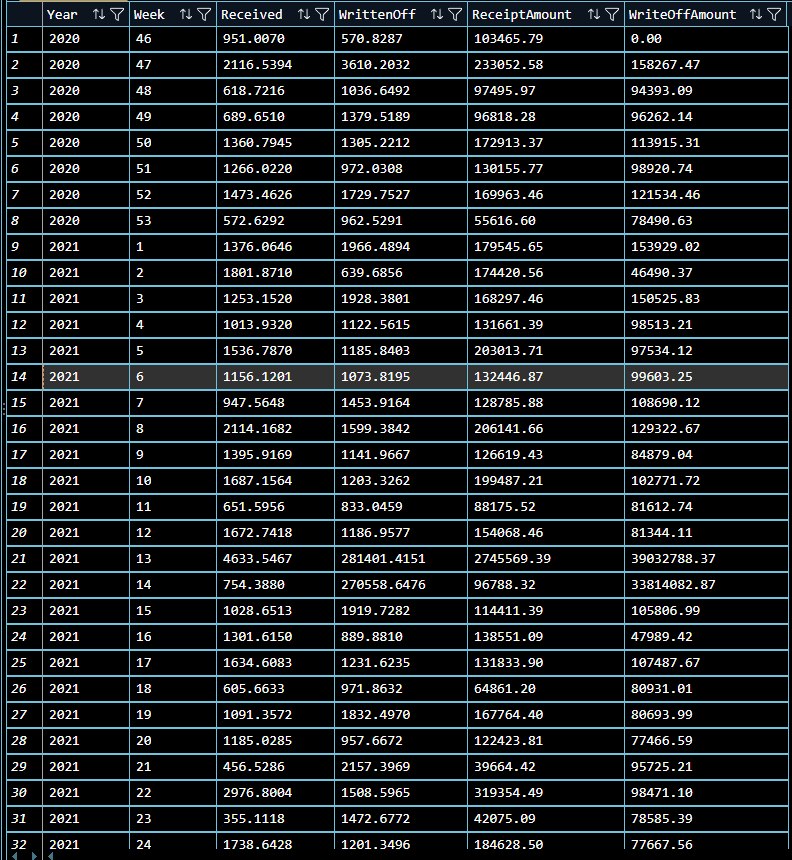 Year Week Received WrittenOff ReceiptAmount WriteOffAmount
1 2020 46 951.0070 570.8287 103465.79 0.00
2 2020 47 2116.5394 3610.2032 233052.58 158267.47
3 2020 48 618.7216 1036.6492 97495.97 94393.09
4 2020 49 689.6510 1379.5189 96818.28 96262.14
5 2020 50 1360.7945 1305.2212 172913.37 113915.31
6 2020 51 1266.0220 972.0308 130155.77 98920.74
7 2020 52 1473.4626 1729.7527 169963.46 121534.46
8 2020 53 572.6292 962.5291 55616.60 78490.63
9 2021 1 1376.0646 1966.4894 179545.65 153929.02
10 2021 2 1801.8710 639.6856 174420.56 46490.37
11 2021 3 1253.1520 1928.3801 168297.46 150525.83
12 2021 4 1013.9320 1122.5615 131661.39 98513.21
13 2021 5 1536.7870 1185.8403 203013.71 97534.12
14 2021 6 1156.1201 1073.8195 132446.87 99603.25
15 2021 7 947.5648 1453.9164 128785.88 108690.12
16 2021 8 2114.1682 1599.3842 206141.66 129322.67
17 2021 9 1395.9169 1141.9667 126619.43 84879.04
18 2021 10 1687.1564 1203.3262 199487.21 102771.72
19 2021 11 651.5956 833.0459 88175.52 81612.74
20 2021 12 1672.7418 1186.9577 154068.46 81344.11
21 2021 13 4633.5467 281401.4151 2745569.39 39032788.37
22 2021 14 754.3880 270558.6476 96788.32 33814082.87
23 2021 15 1028.6513 1919.7282 114411.39 105806.99
24 2021 16 1301.6150 889.8810 138551.09 47989.42
25 2021 17 1634.6083 1231.6235 131833.90 107487.67
26 2021 18 605.6633 971.8632 64861.20 80931.01
27 2021 19 1091.3572 1832.4970 167764.40 80693.99
28 2021 20 1185.0285 957.6672 122423.81 77466.59
29 2021 21 456.5286 2157.3969 39664.42 95725.21
30 2021 22 2976.8004 1508.5965 319354.49 98471.10
31 2021 23 355.1118 1472.6772 42075.09 78585.39
32 2021 24 1738.6428 1201.3496 184628.50 77667.56